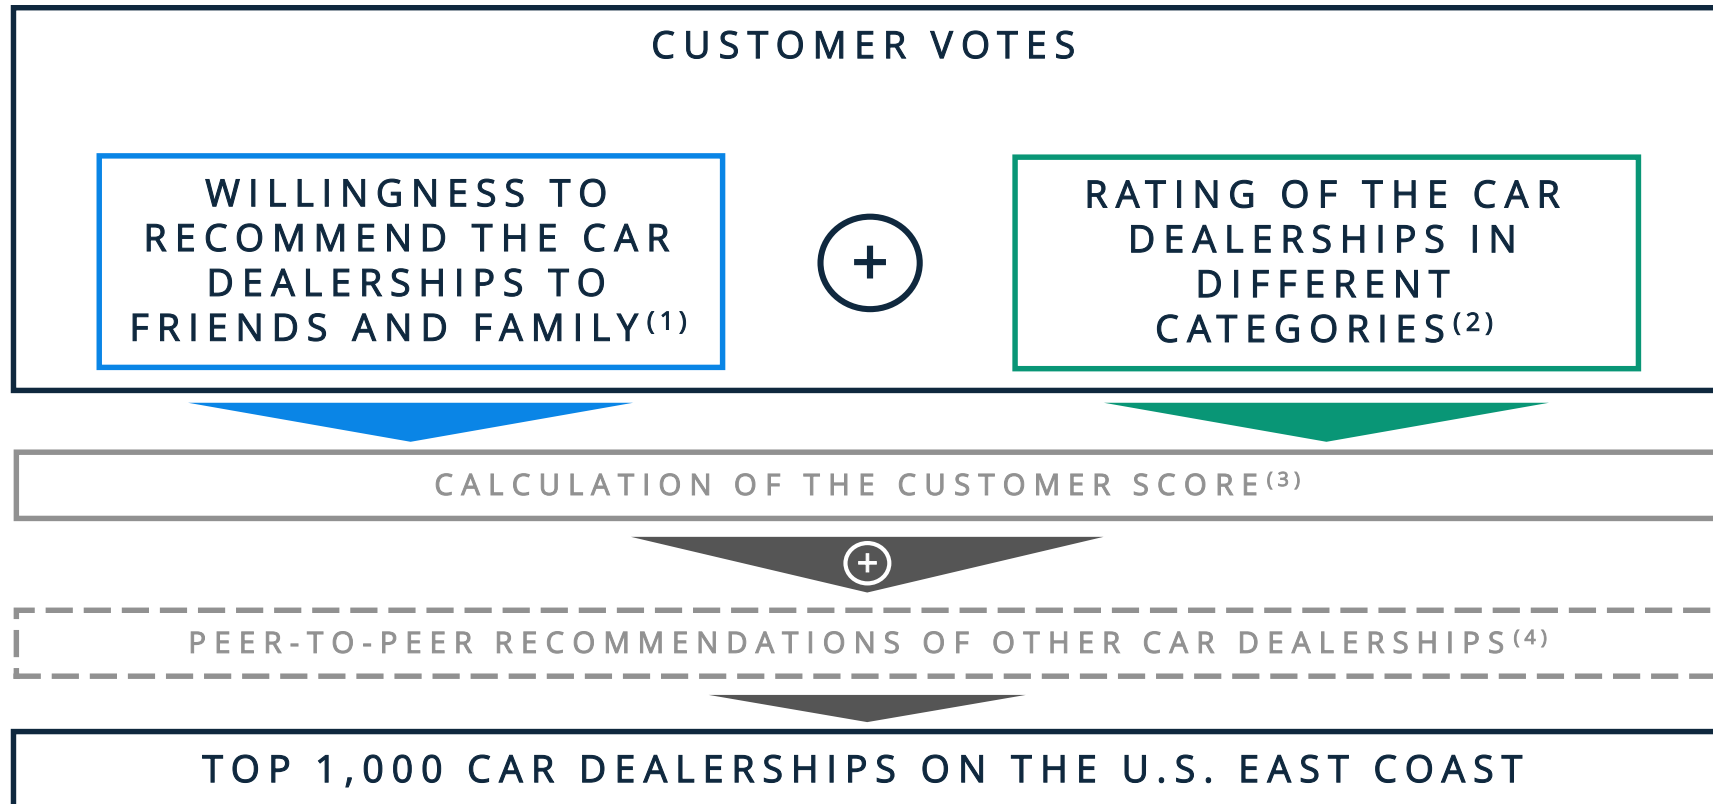 CUSTOMER VOTES
WILLINGNESS TO
RECOMMEND THE CAR
DEALERSHIPS TO
FRIENDS AND FAMILY(1)
+
RATING OF THE CAR
DEALERSHIPS IN
DIFFERENT
CATEGORIES(2)
CALCULATION OF THE CUSTOMER SCORE(3)
+
PEER-TO-PEER RECOMMENDATIONS OF OTHER CAR DEALERSHIPS(4)
TOP 1,000 CAR DEALERSHIPS ON THE U.S. EAST COAST